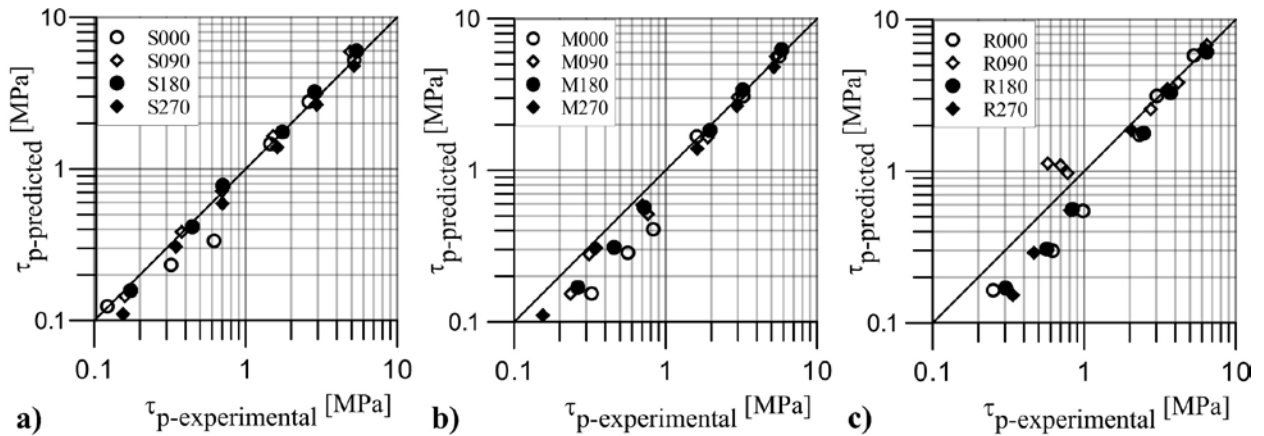 10
S000
S090
S180
S270
1
0.1
τp-predicted [MPa]
0.1
1
10
a)
τp-experimental [MPa]
10
M000
M090
M180
M270
1
0.1
τp-predicted [MPa]
0.1
1
10
b)
τp-experimental [MPa]
10
R000
R090
R180
R270
1
0.1
τp-predicted [MPa]
0.1
1
10
c)
τp-experimental [MPa]